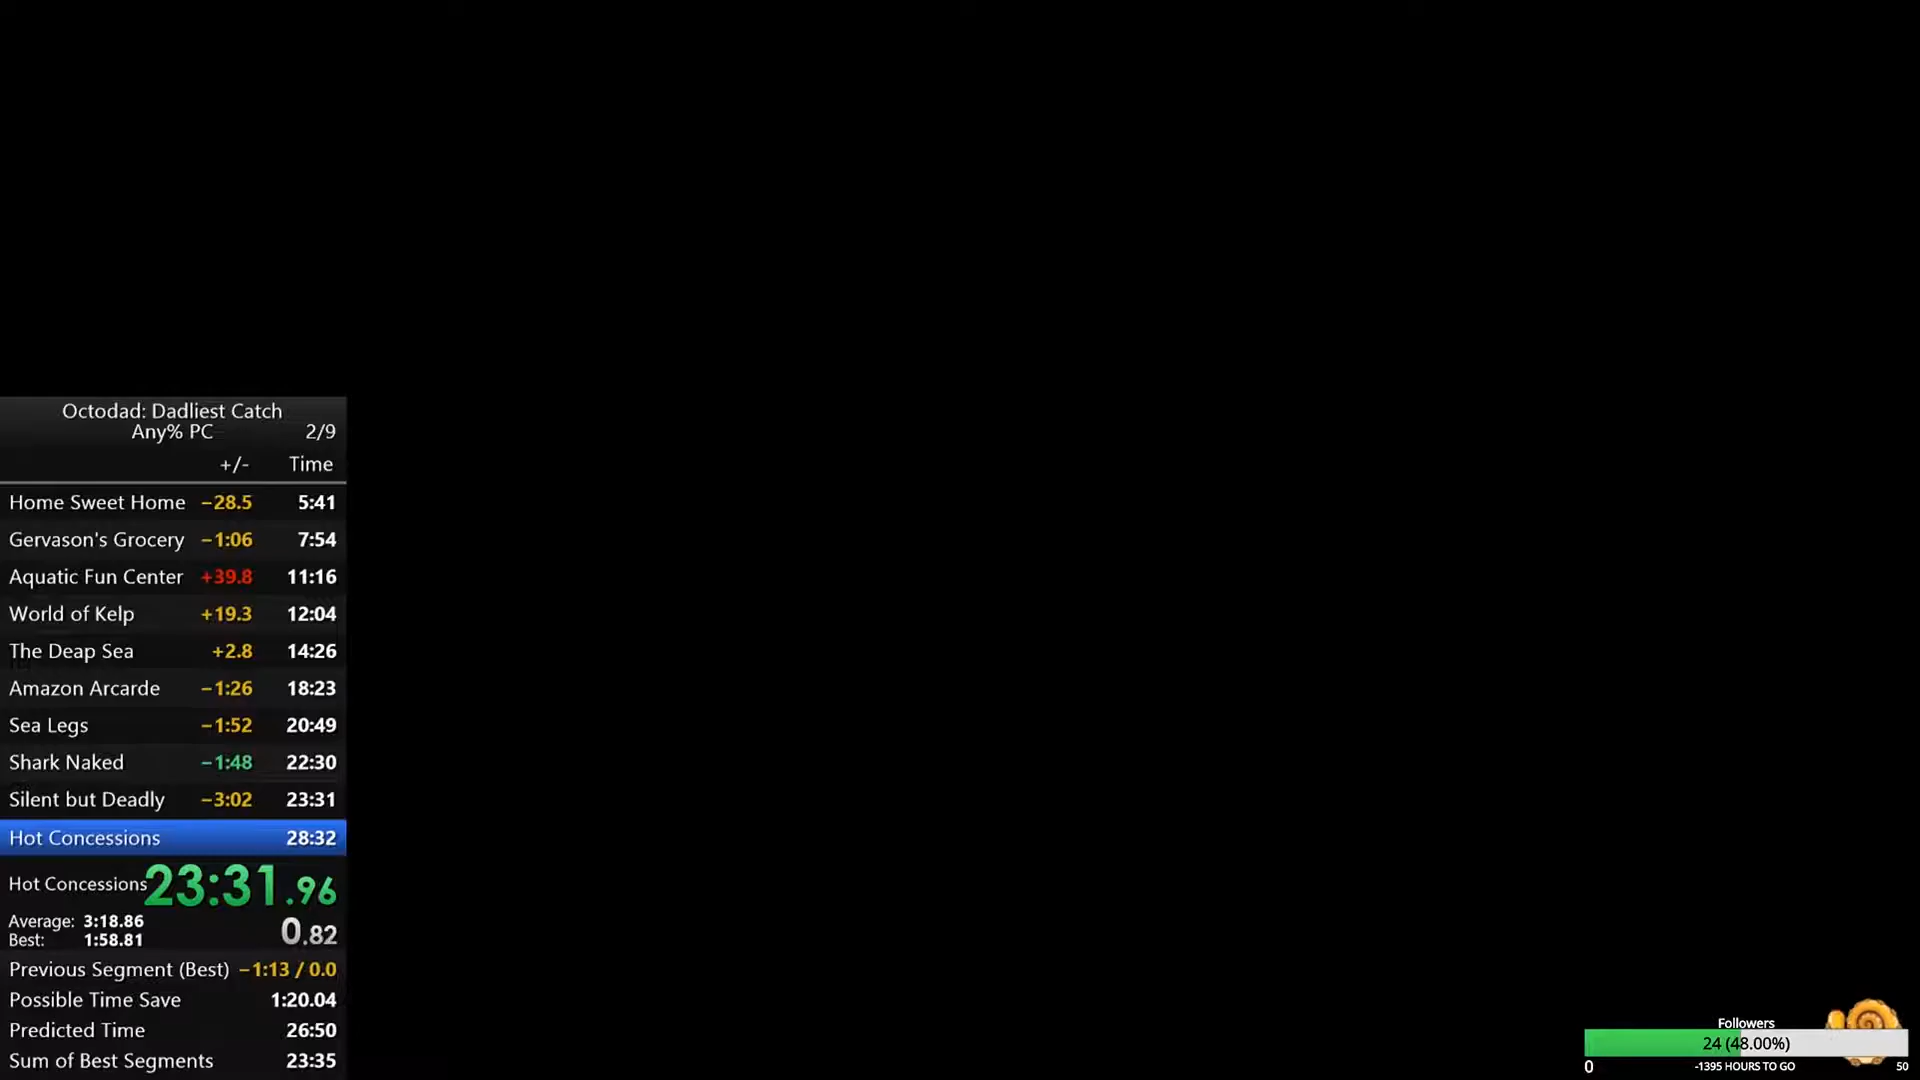 Octodad: Dadliest Catch
Any% PC 2/9
+/- Time
Home Sweet Home −28.5 5:41
Gervason's Grocery −1:06 7:54
Aquatic Fun Center +39.8 11:16
World of Kelp +19.3 12:04
The Deap Sea +2.8 14:26
Amazon Arcarde −1:26 18:23
Sea Legs −1:52 20:49
Shark Naked −1:48 22:30
Silent but Deadly −3:02 23:31
Hot Concessions 28:32
Hot Concessions 23:31.96
Average: 3:18.86
Best: 1:58.81 0.82
Previous Segment (Best) −1:13 / 0.0
Possible Time Save 1:20.04
Predicted Time 26:50
Sum of Best Segments 23:35
Followers
24 (48.00%)
0 -1395 HOURS TO GO 50